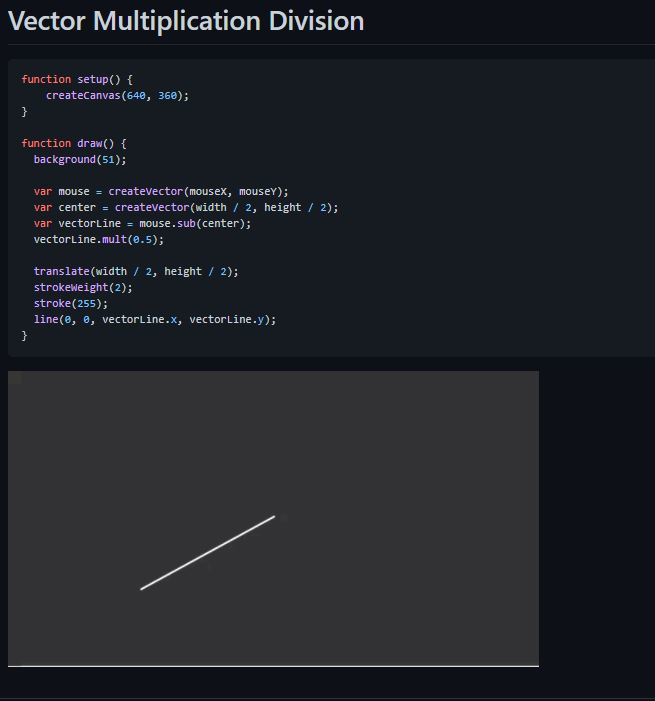 Vector Multiplication Division
function setup() {
    createCanvas(640, 360);
}

function draw() {
  background(51);

  var mouse = createVector(mouseX, mouseY);
  var center = createVector(width / 2, height / 2);
  var vectorLine = mouse.sub(center);
  vectorLine.mult(0.5);

  translate(width / 2, height / 2);
  strokeWeight(2);
  stroke(255);
  line(0, 0, vectorLine.x, vectorLine.y);
}